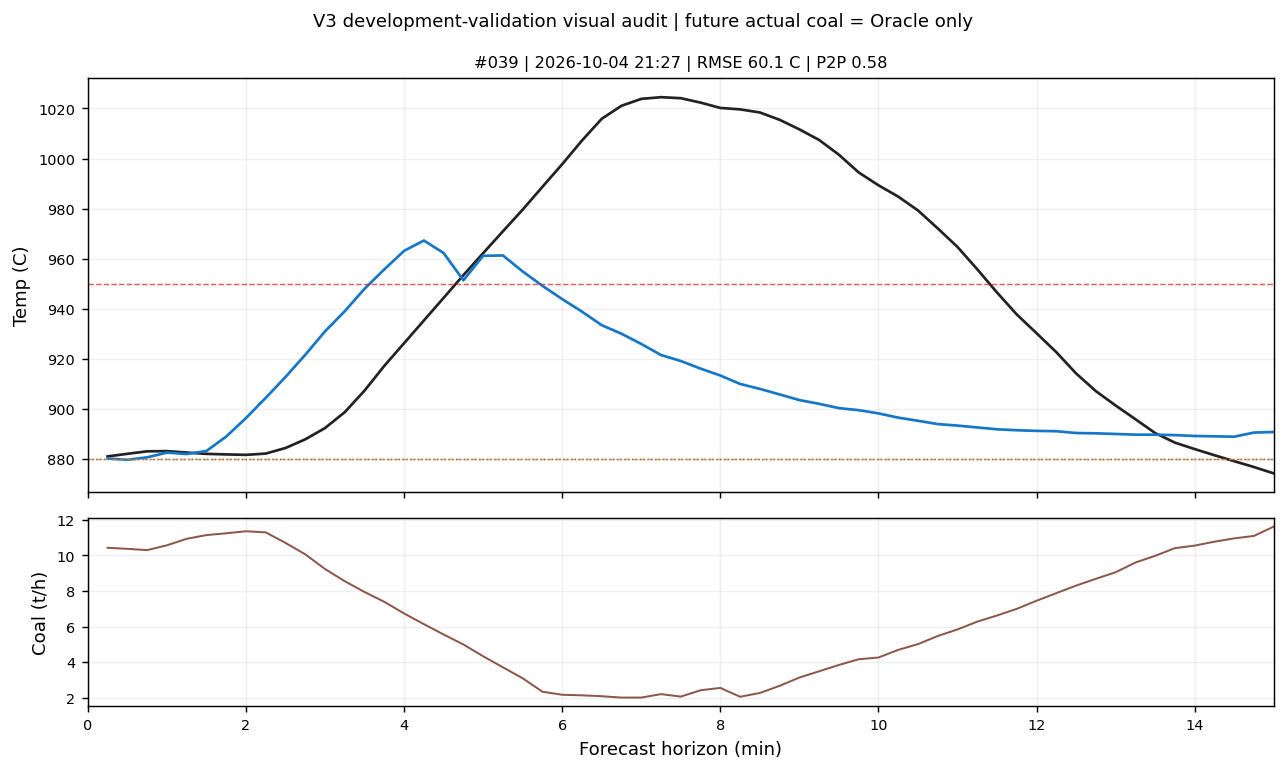 V3 development-validation visual audit | future actual coal = Oracle only
#039 | 2026-10-04 21:27 | RMSE 60.1 C | P2P 0.58
Temp (C)
1020
1000
980
960
940
920
900
880
Coal (t/h)
12
10
8
6
4
2
0 2 4 6 8 10 12 14
Forecast horizon (min)